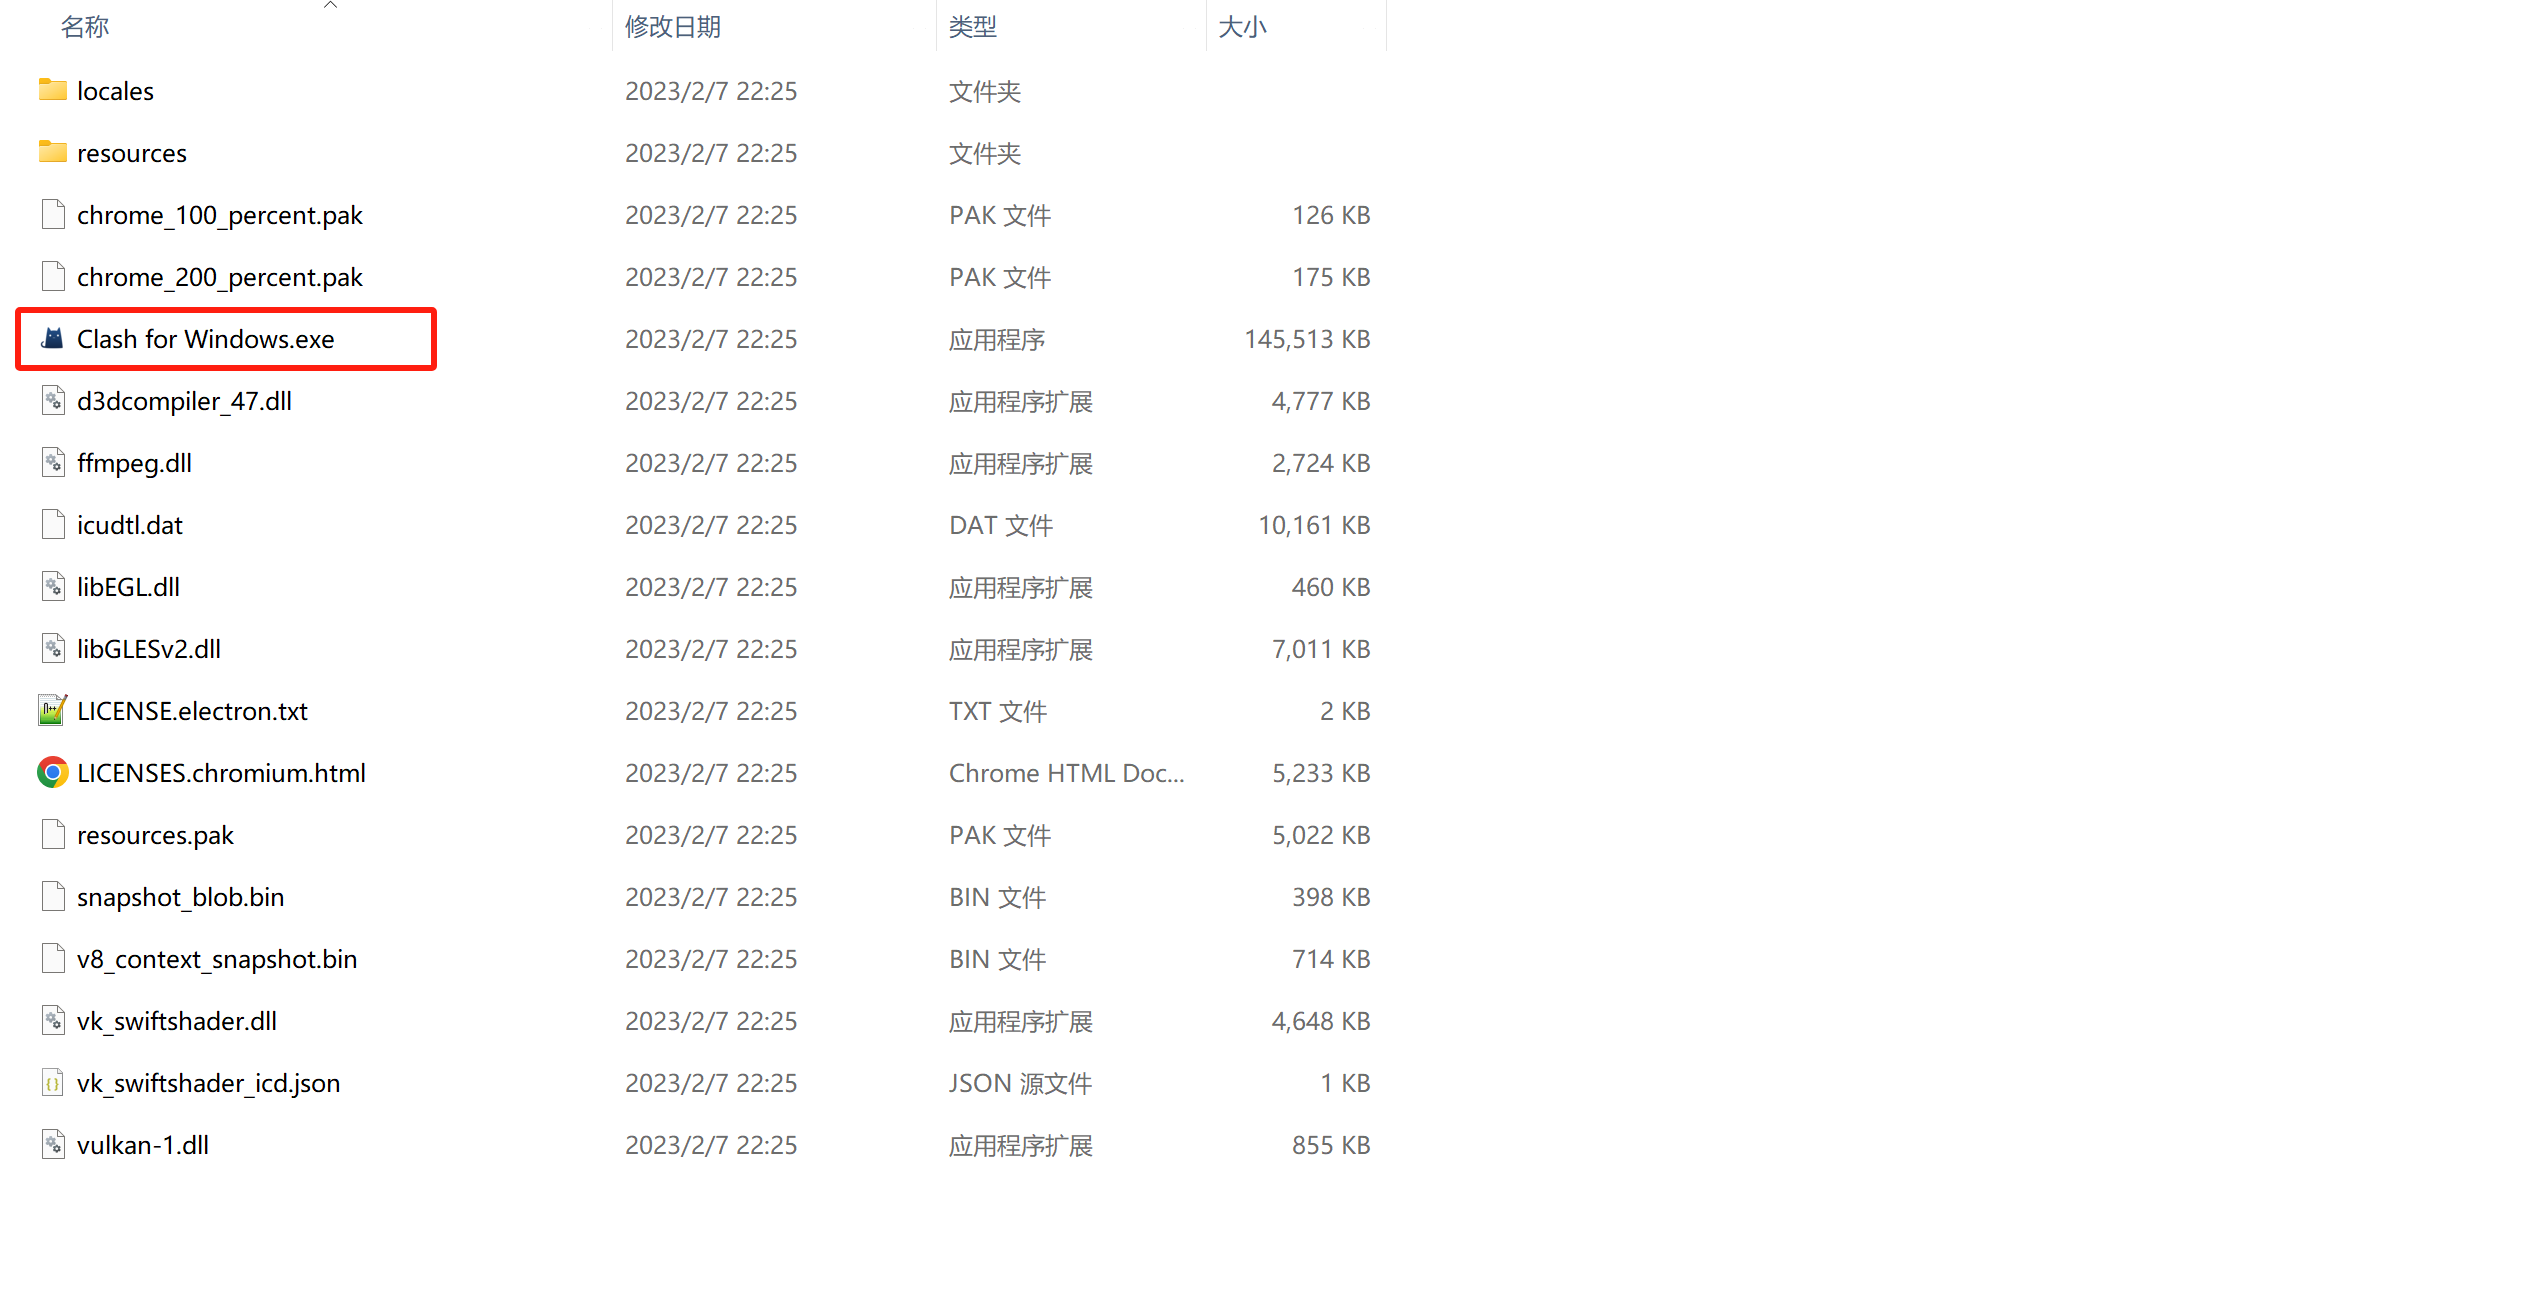 名称 修改日期 类型 大小
locales 2023/2/7 22:25 文件夹
resources 2023/2/7 22:25 文件夹
chrome_100_percent.pak 2023/2/7 22:25 PAK 文件 126 KB
chrome_200_percent.pak 2023/2/7 22:25 PAK 文件 175 KB
Clash for Windows.exe 2023/2/7 22:25 应用程序 145,513 KB
d3dcompiler_47.dll 2023/2/7 22:25 应用程序扩展 4,777 KB
ffmpeg.dll 2023/2/7 22:25 应用程序扩展 2,724 KB
icudtl.dat 2023/2/7 22:25 DAT 文件 10,161 KB
libEGL.dll 2023/2/7 22:25 应用程序扩展 460 KB
libGLESv2.dll 2023/2/7 22:25 应用程序扩展 7,011 KB
LICENSE.electron.txt 2023/2/7 22:25 TXT 文件 2 KB
LICENSES.chromium.html 2023/2/7 22:25 Chrome HTML Doc... 5,233 KB
resources.pak 2023/2/7 22:25 PAK 文件 5,022 KB
snapshot_blob.bin 2023/2/7 22:25 BIN 文件 398 KB
v8_context_snapshot.bin 2023/2/7 22:25 BIN 文件 714 KB
vk_swiftshader.dll 2023/2/7 22:25 应用程序扩展 4,648 KB
vk_swiftshader_icd.json 2023/2/7 22:25 JSON 源文件 1 KB
vulkan-1.dll 2023/2/7 22:25 应用程序扩展 855 KB